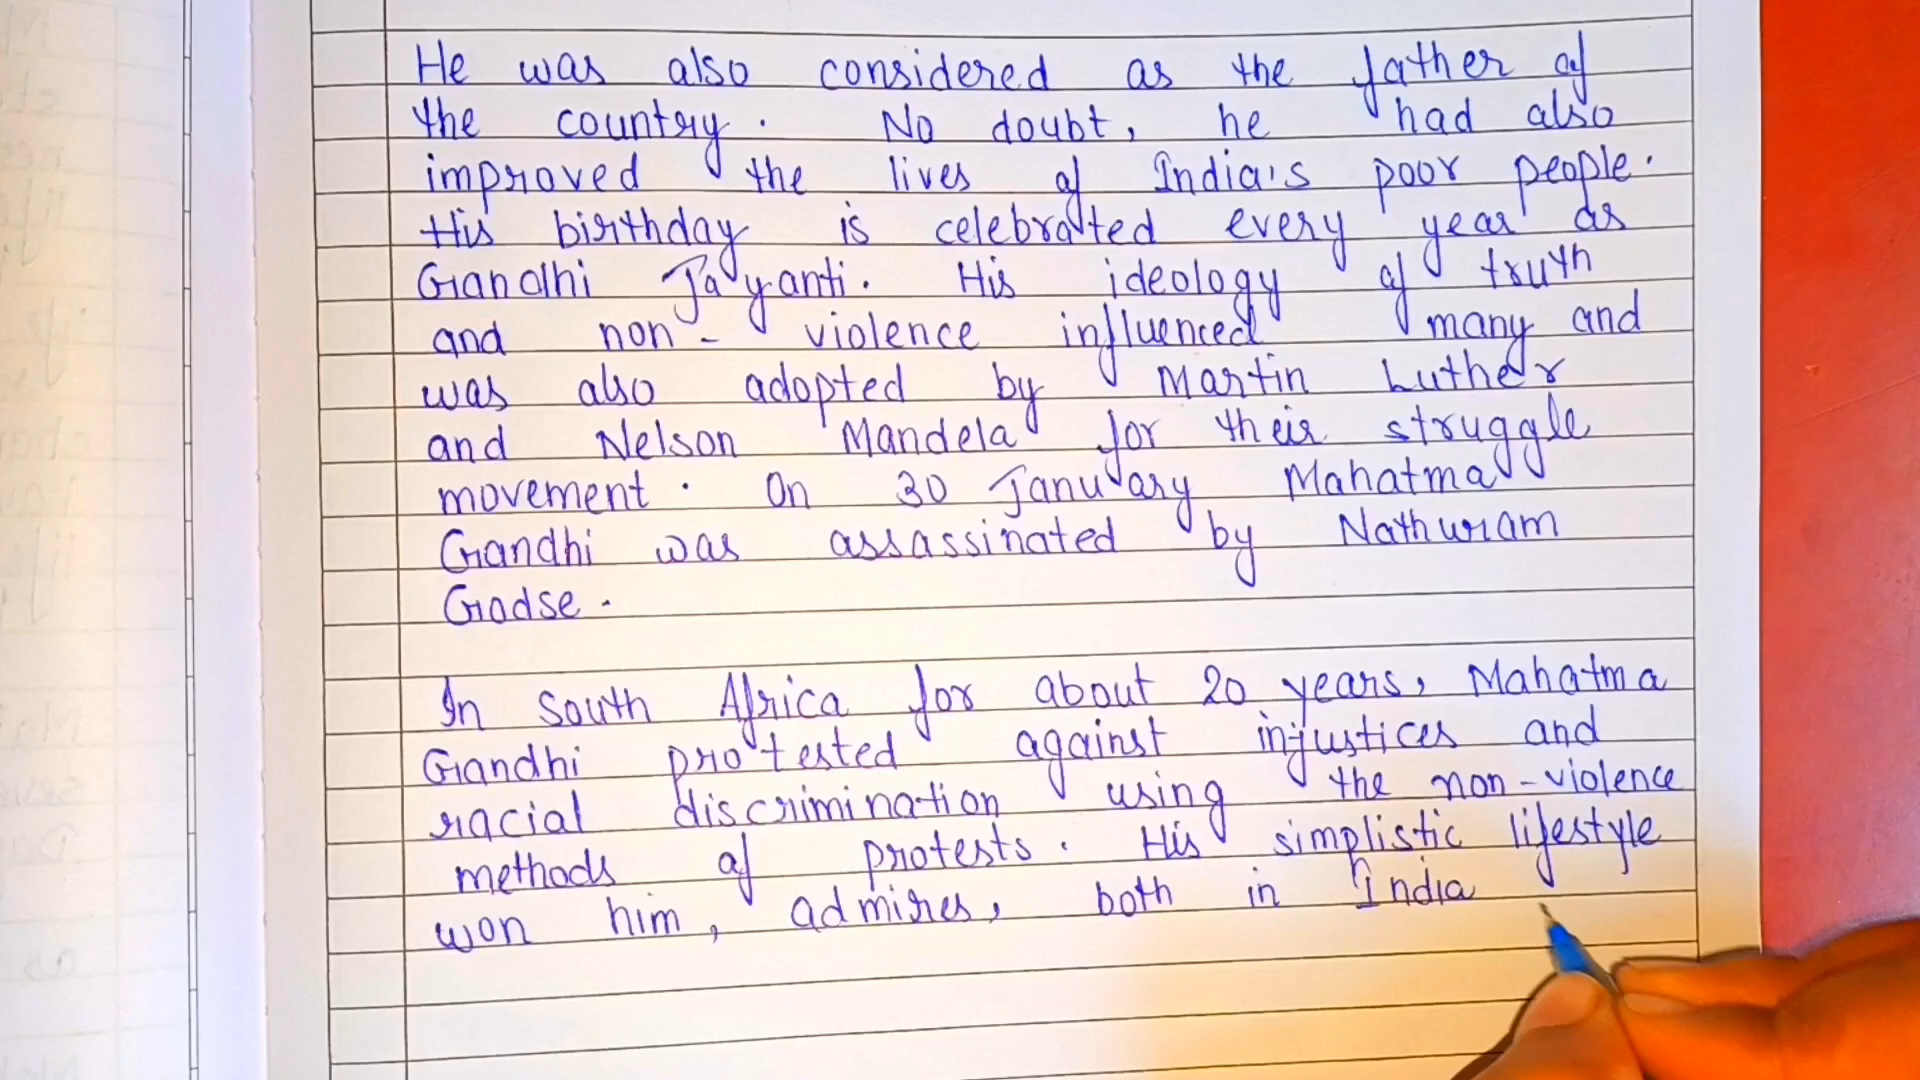 He was also considered as the father of
the country. No doubt, he had also
improved the lives of India's poor people.
His birthday is celebrated every year as
Gandhi Jayanti. His ideology of truth
and non- violence influenced many and
was also adopted by Martin Luther
and Nelson Mandela for their struggle
movement. On 30 January Mahatma
Gandhi was assassinated by Nathuram
Godse.
In South Africa for about 20 years, Mahatma
Gandhi protested against injustices and
racial discrimination using the non-violence
methods of protests. His simplistic lifestyle
won him, admires, both in India